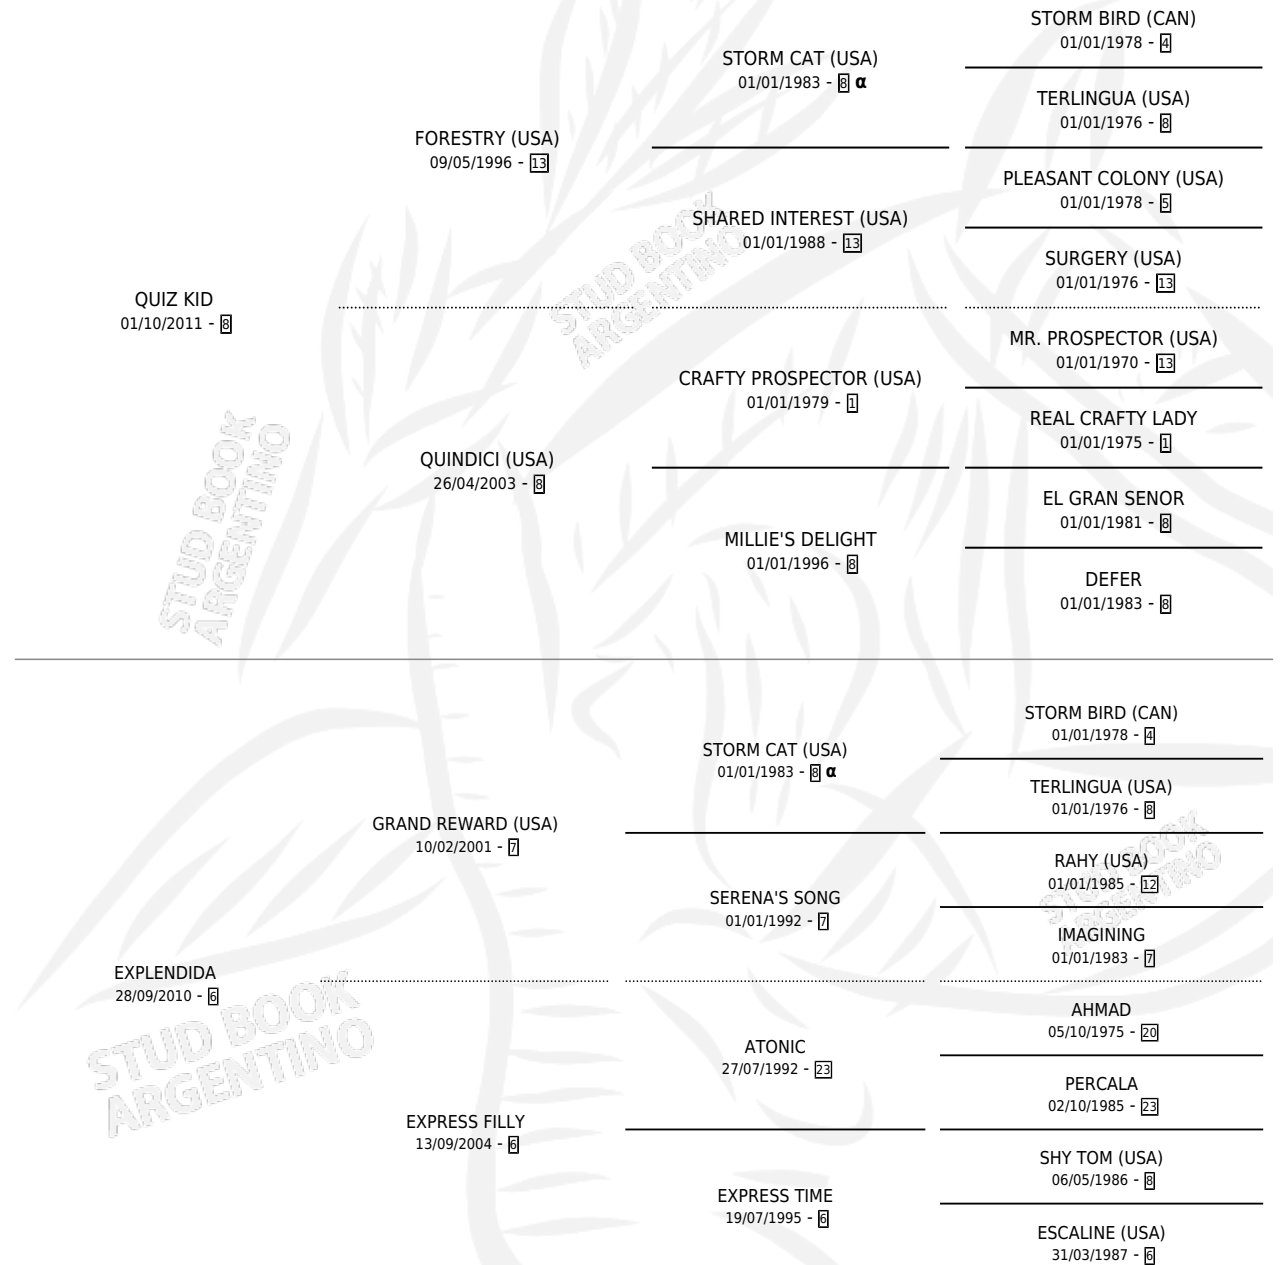 STORM BIRD (CAN)
01/01/1978 - 4
STORM CAT (USA)
01/01/1983 - 8 α
TERLINGUA (USA)
01/01/1976 - 8
FORESTRY (USA)
09/05/1996 - 13
PLEASANT COLONY (USA)
01/01/1978 - 5
SHARED INTEREST (USA)
01/01/1988 - 13
SURGERY (USA)
01/01/1976 - 13
QUIZ KID
01/10/2011 - 8
MR. PROSPECTOR (USA)
01/01/1970 - 13
CRAFTY PROSPECTOR (USA)
01/01/1979 - 1
REAL CRAFTY LADY
01/01/1975 - 1
QUINDICI (USA)
26/04/2003 - 8
EL GRAN SENOR
01/01/1981 - 8
MILLIE'S DELIGHT
01/01/1996 - 8
DEFER
01/01/1983 - 8
STUD BOOK
ARGENTINO
STUD BOOK
ARGENTINO
STORM BIRD (CAN)
01/01/1978 - 4
STORM CAT (USA)
01/01/1983 - 8 α
TERLINGUA (USA)
01/01/1976 - 8
GRAND REWARD (USA)
10/02/2001 - 7
RAHY (USA)
01/01/1985 - 12
SERENA'S SONG
01/01/1992 - 7
IMAGINING
01/01/1983 - 7
EXPLENDIDA
28/09/2010 - 6
AHMAD
05/10/1975 - 20
ATONIC
27/07/1992 - 23
PERCALA
02/10/1985 - 23
EXPRESS FILLY
13/09/2004 - 6
SHY TOM (USA)
06/05/1986 - 8
EXPRESS TIME
19/07/1995 - 6
ESCALINE (USA)
31/03/1987 - 6
STUD BOOK
ARGENTINO
STUD BOOK
ARGENTINO